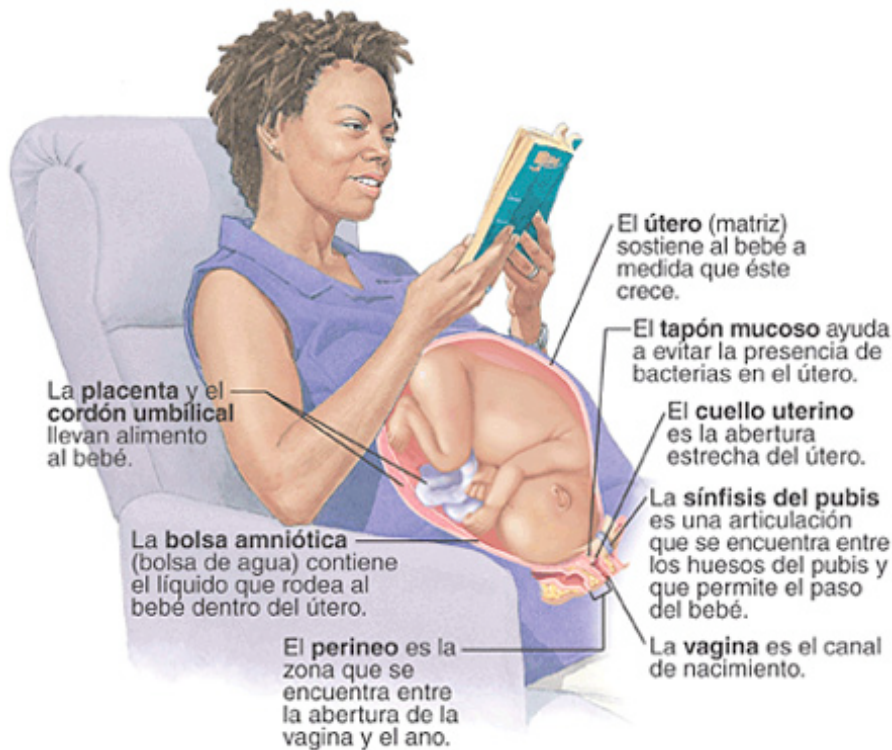 El útero (matriz)
sostiene al bebé a
medida que éste
crece.
El tapón mucoso ayuda
a evitar la presencia de
bacterias en el útero.
La placenta y el
cordón umbilical
llevan alimento
al bebé.
El cuello uterino
es la abertura
estrecha del útero.
La sínfisis del pubis
es una articulación
que se encuentra entre
los huesos del pubis y
que permite el paso
del bebé.
La bolsa amniótica
(bolsa de agua) contiene
el líquido que rodea al
bebé dentro del útero.
La vagina es el canal
de nacimiento.
El perineo es la
zona que se
encuentra entre
la abertura de la
vagina y el ano.